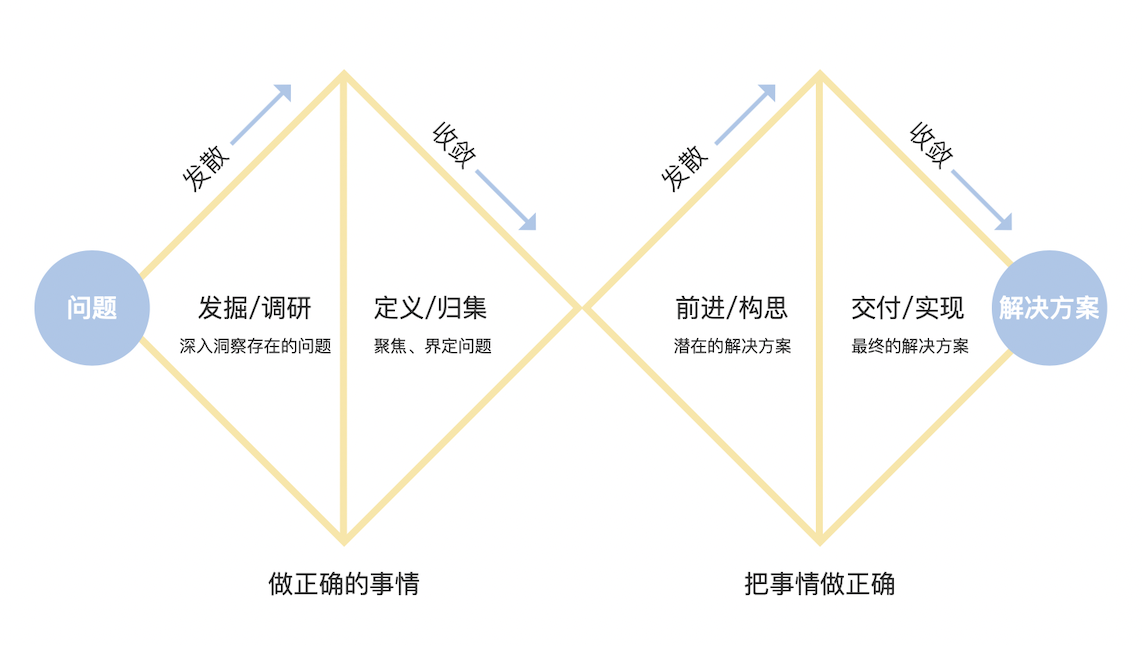 发散
收敛
发散
收敛
问题
发掘/调研
深入洞察存在的问题
定义/归集
聚焦、界定问题
前进/构思
潜在的解决方案
交付/实现
最终的解决方案
解决方案
做正确的事情
把事情做正确